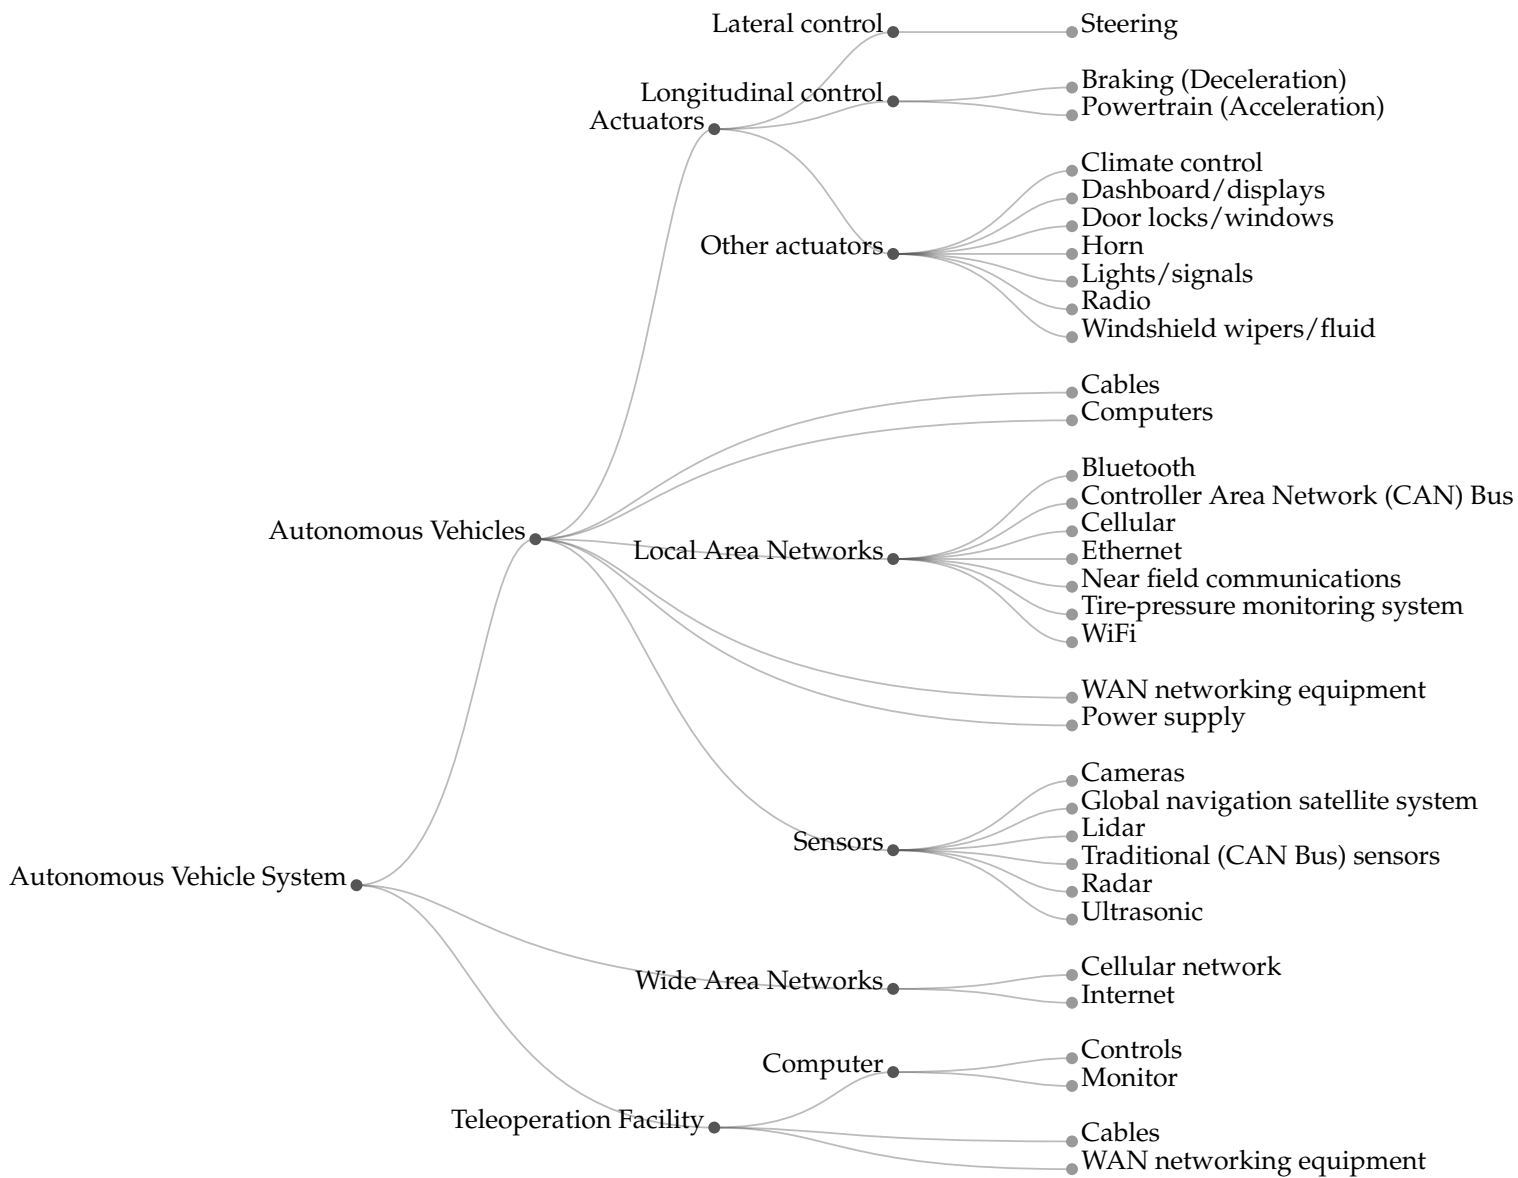 Lateral control
Steering
Longitudinal control
Braking (Deceleration)
Powertrain (Acceleration)
Actuators
Climate control
Dashboard/displays
Door locks/windows
Other actuators
Horn
Lights/signals
Radio
Windshield wipers/fluid
Cables
Computers
Bluetooth
Controller Area Network (CAN) Bus
Cellular
Autonomous Vehicles
Local Area Networks
Ethernet
Near field communications
Tire-pressure monitoring system
WiFi
WAN networking equipment
Power supply
Cameras
Global navigation satellite system
Lidar
Sensors
Traditional (CAN Bus) sensors
Radar
Ultrasonic
Autonomous Vehicle System
Wide Area Networks
Cellular network
Internet
Computer
Controls
Monitor
Teleoperation Facility
Cables
WAN networking equipment